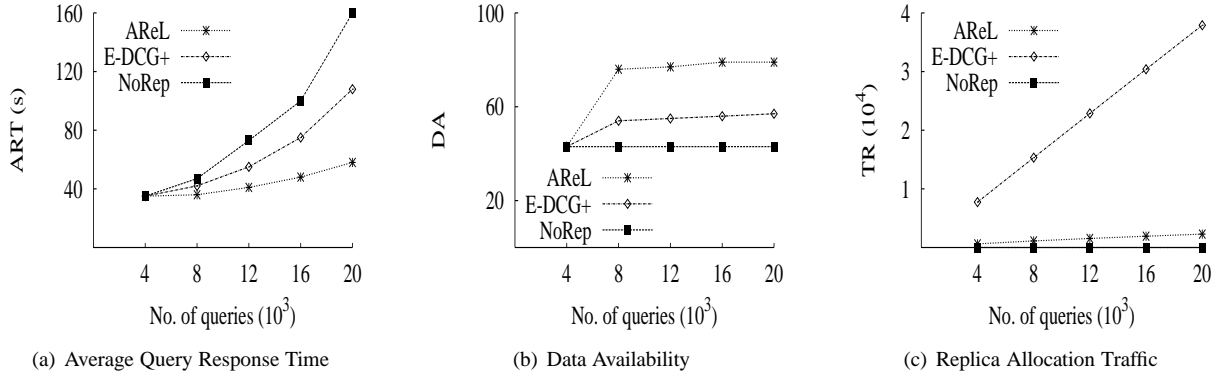 160
120
80
40
ART (s)
AReL
E-DCG+
NoRep
4 8 12 16 20
No. of queries (10^3)
(a) Average Query Response Time
100
60
20
DA
AReL
E-DCG+
NoRep
4 8 12 16 20
No. of queries (10^3)
(b) Data Availability
4
3
2
1
TR (10^4)
AReL
E-DCG+
NoRep
4 8 12 16 20
No. of queries (10^3)
(c) Replica Allocation Traffic